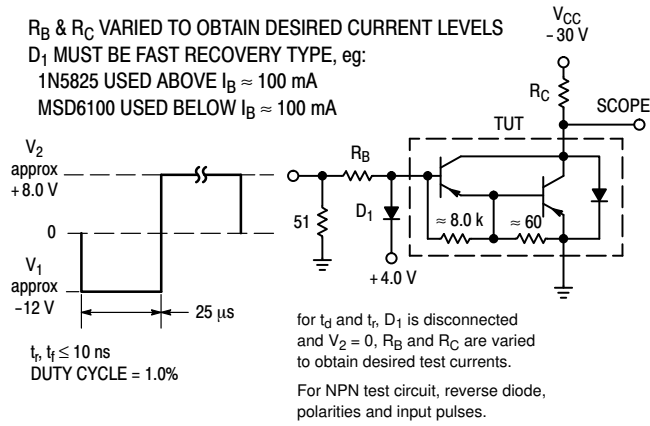 R_B & R_C VARIED TO OBTAIN DESIRED CURRENT LEVELS
D_1 MUST BE FAST RECOVERY TYPE, eg:
1N5825 USED ABOVE I_B ≈ 100 mA
MSD6100 USED BELOW I_B ≈ 100 mA
V_CC
−30 V
R_C
SCOPE
TUT
V_2
approx
+8.0 V
0
V_1
approx
−12 V
25 μs
t_r, t_f ≤ 10 ns
DUTY CYCLE = 1.0%
R_B
51
D_1
+4.0 V
≈ 8.0 k
≈ 60
for t_d and t_r, D_1 is disconnected
and V_2 = 0, R_B and R_C are varied
to obtain desired test currents.
For NPN test circuit, reverse diode,
polarities and input pulses.